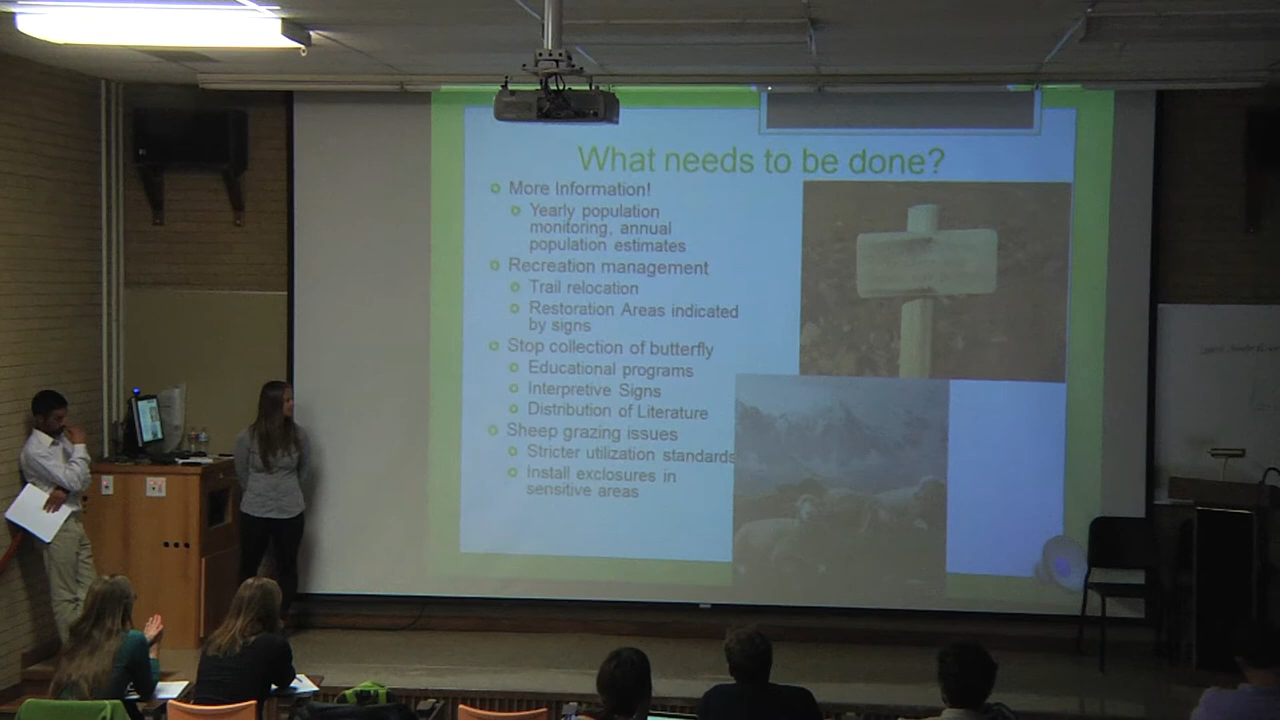 What needs to be done?
More Information!
Yearly population
monitoring, annual
population estimates
Recreation management
Trail relocation
Restoration Areas indicated
by signs
Stop collection of butterfly
Educational programs
Interpretive Signs
Distribution of Literature
Sheep grazing issues
Stricter utilization standards
Install exclosures in
sensitive areas